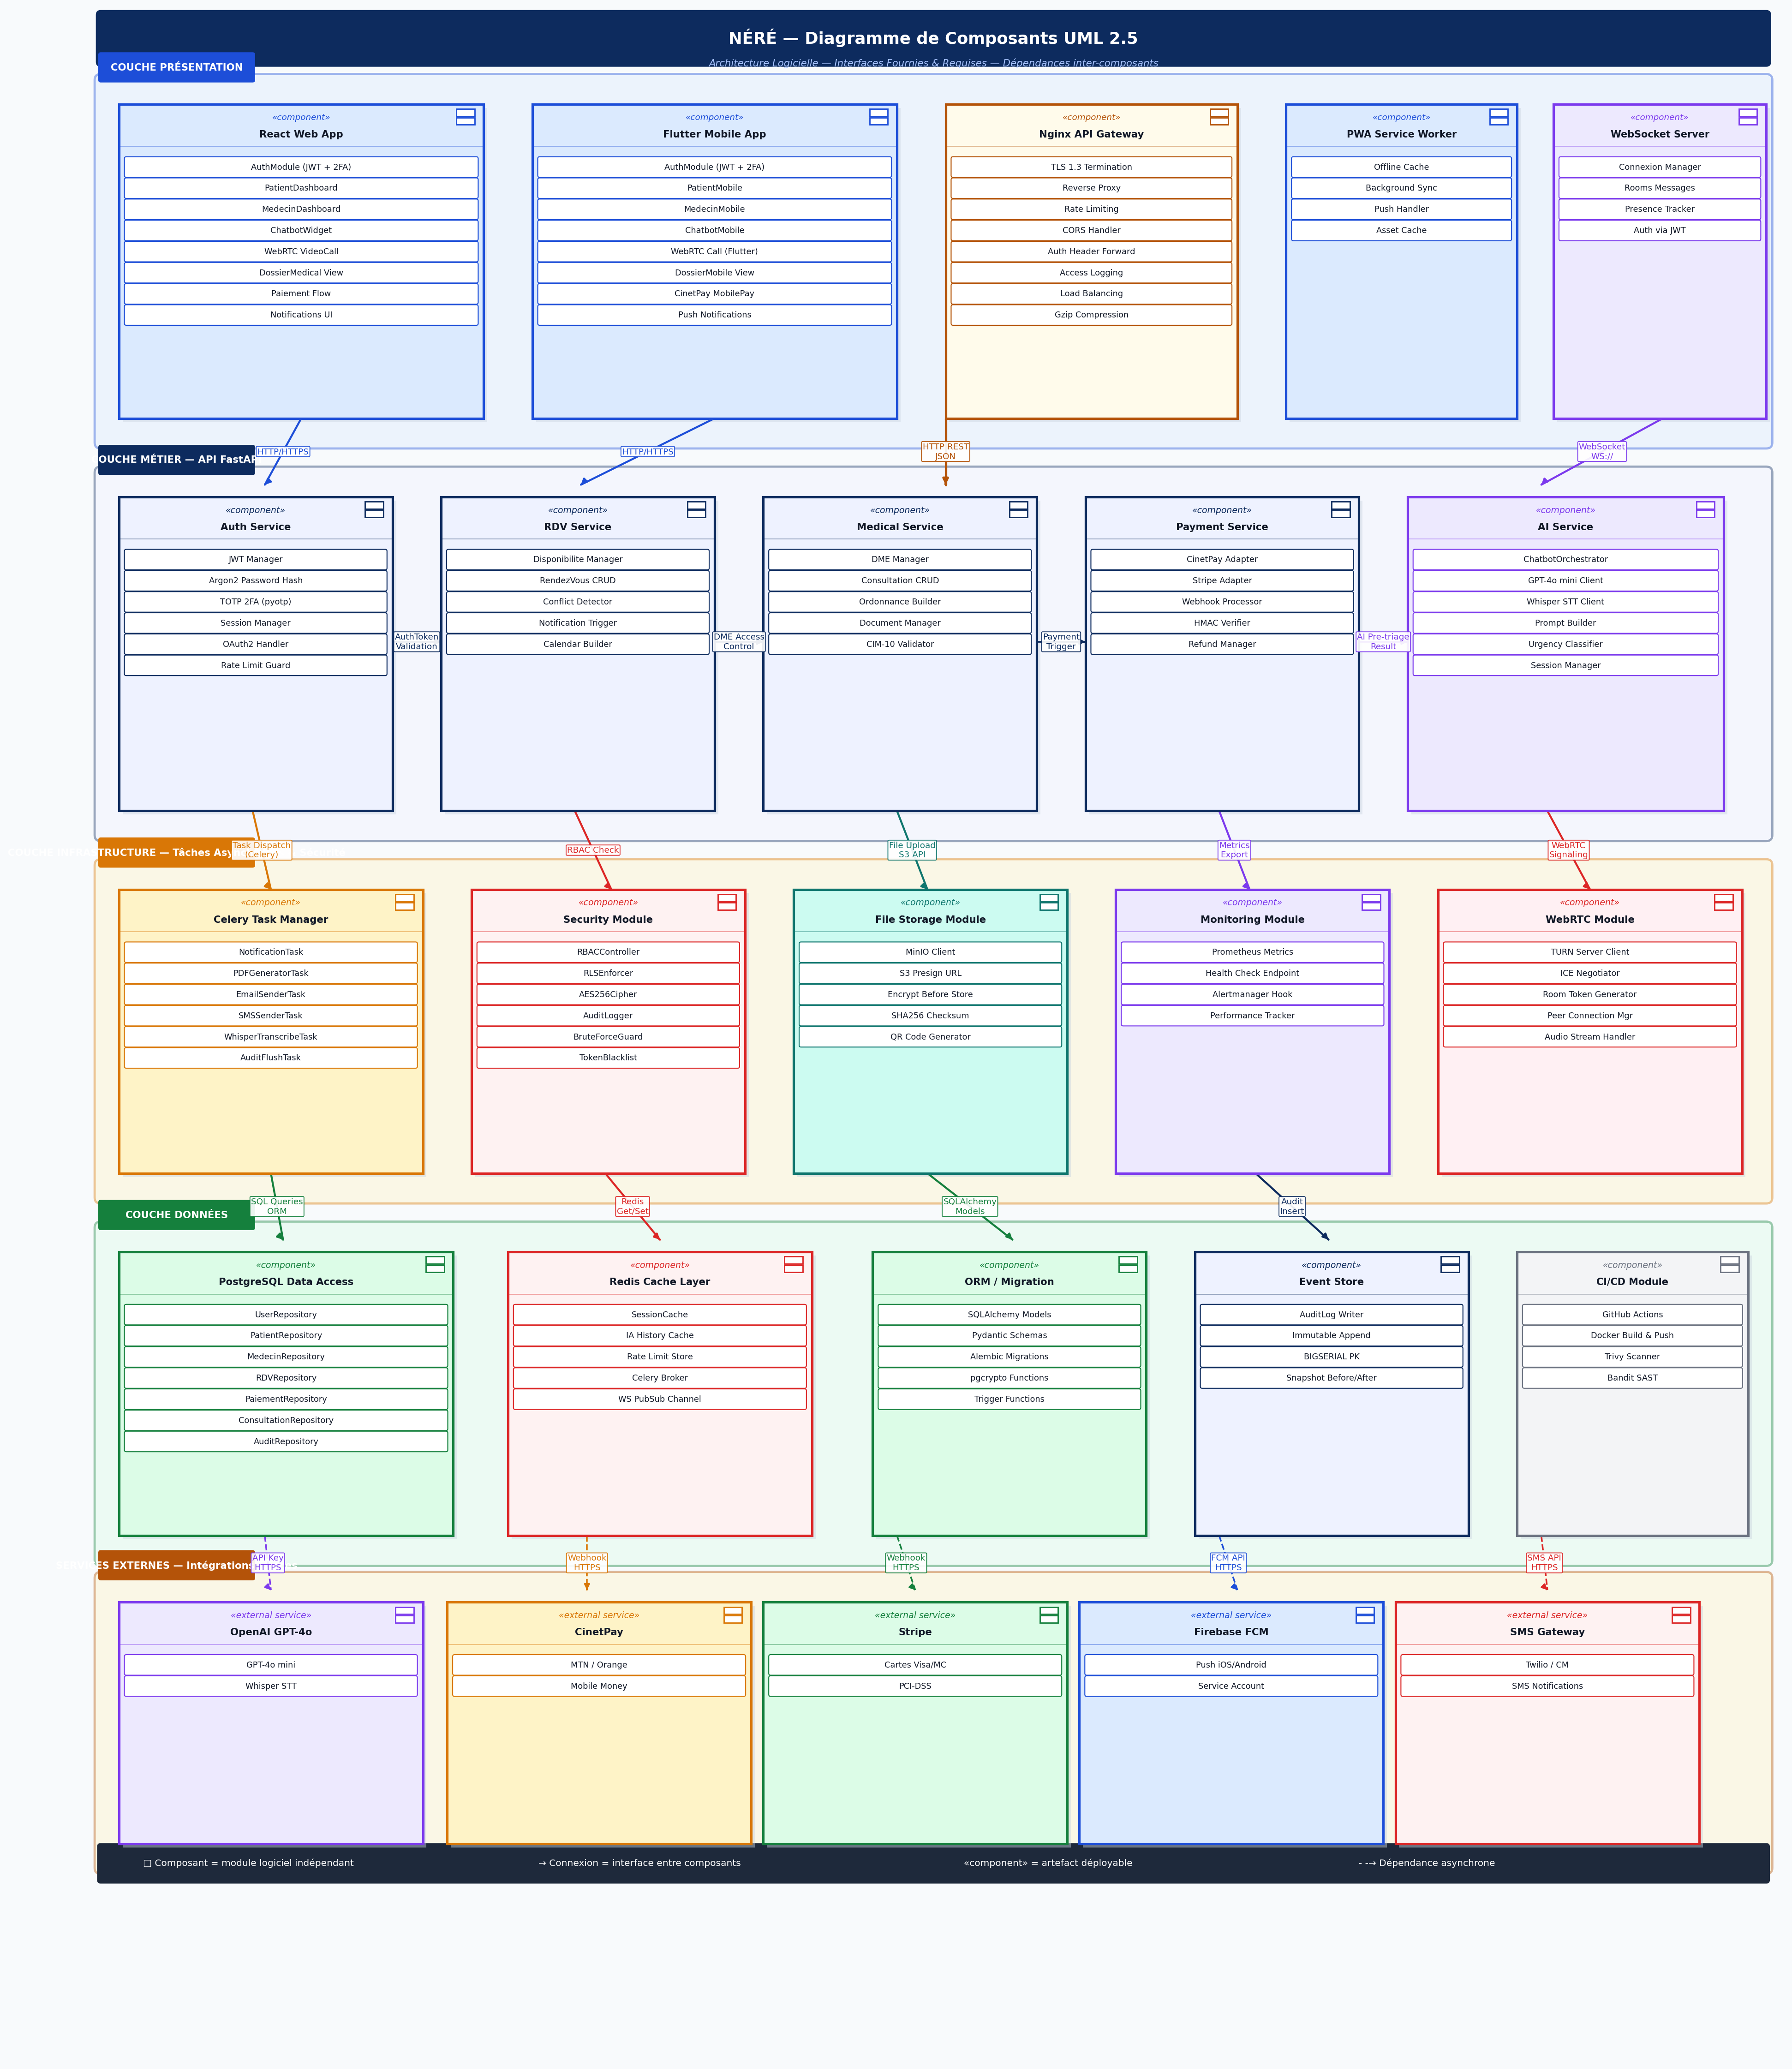 NÉRÉ — Diagramme de Composants UML 2.5
Architecture Logicielle — Interfaces Fournies & Requises — Dépendances inter-composants
COUCHE PRÉSENTATION
«component»
React Web App
AuthModule (JWT + 2FA)
PatientDashboard
MedecinDashboard
ChatbotWidget
WebRTC VideoCall
DossierMedical View
Paiement Flow
Notifications UI
«component»
Flutter Mobile App
AuthModule (JWT + 2FA)
PatientMobile
MedecinMobile
ChatbotMobile
WebRTC Call (Flutter)
DossierMobile View
CinetPay MobilePay
Push Notifications
«component»
Nginx API Gateway
TLS 1.3 Termination
Reverse Proxy
Rate Limiting
CORS Handler
Auth Header Forward
Access Logging
Load Balancing
Gzip Compression
«component»
PWA Service Worker
Offline Cache
Background Sync
Push Handler
Asset Cache
«component»
WebSocket Server
Connexion Manager
Rooms Messages
Presence Tracker
Auth via JWT
HTTP/HTTPS
HTTP/HTTPS
HTTP REST
JSON
WebSocket
WS://
OUCHE MÉTIER — API FastAP
«component»
Auth Service
JWT Manager
Argon2 Password Hash
TOTP 2FA (pyotp)
Session Manager
OAuth2 Handler
Rate Limit Guard
AuthToken
Validation
«component»
RDV Service
Disponibilite Manager
RendezVous CRUD
Conflict Detector
Notification Trigger
Calendar Builder
DME Access
Control
«component»
Medical Service
DME Manager
Consultation CRUD
Ordonnance Builder
Document Manager
CIM-10 Validator
Payment
Trigger
«component»
Payment Service
CinetPay Adapter
Stripe Adapter
Webhook Processor
HMAC Verifier
Refund Manager
AI Pre-triage
Result
«component»
AI Service
ChatbotOrchestrator
GPT-4o mini Client
Whisper STT Client
Prompt Builder
Urgency Classifier
Session Manager
COUCHE INFRASTRUCTURE — Tâches Asy
Task Dispatch
(Celery)
RBAC Check
File Upload
S3 API
Metrics
Export
WebRTC
Signaling
«component»
Celery Task Manager
NotificationTask
PDFGeneratorTask
EmailSenderTask
SMSSenderTask
WhisperTranscribeTask
AuditFlushTask
«component»
Security Module
RBACController
RLSEnforcer
AES256Cipher
AuditLogger
BruteForceGuard
TokenBlacklist
«component»
File Storage Module
MinIO Client
S3 Presign URL
Encrypt Before Store
SHA256 Checksum
QR Code Generator
«component»
Monitoring Module
Prometheus Metrics
Health Check Endpoint
Alertmanager Hook
Performance Tracker
«component»
WebRTC Module
TURN Server Client
ICE Negotiator
Room Token Generator
Peer Connection Mgr
Audio Stream Handler
SQL Queries
ORM
Redis
Get/Set
SQLAlchemy
Models
Audit
Insert
COUCHE DONNÉES
«component»
PostgreSQL Data Access
UserRepository
PatientRepository
MedecinRepository
RDVRepository
PaiementRepository
ConsultationRepository
AuditRepository
«component»
Redis Cache Layer
SessionCache
IA History Cache
Rate Limit Store
Celery Broker
WS PubSub Channel
«component»
ORM / Migration
SQLAlchemy Models
Pydantic Schemas
Alembic Migrations
pgcrypto Functions
Trigger Functions
«component»
Event Store
AuditLog Writer
Immutable Append
BIGSERIAL PK
Snapshot Before/After
«component»
CI/CD Module
GitHub Actions
Docker Build & Push
Trivy Scanner
Bandit SAST
ES EXTERNES — Intégrations
API Key
HTTPS
Webhook
HTTPS
Webhook
HTTPS
FCM API
HTTPS
SMS API
HTTPS
«external service»
OpenAI GPT-4o
GPT-4o mini
Whisper STT
«external service»
CinetPay
MTN / Orange
Mobile Money
«external service»
Stripe
Cartes Visa/MC
PCI-DSS
«external service»
Firebase FCM
Push iOS/Android
Service Account
«external service»
SMS Gateway
Twilio / CM
SMS Notifications
□ Composant = module logiciel indépendant
→ Connexion = interface entre composants
«component» = artefact déployable
- -→ Dépendance asynchrone